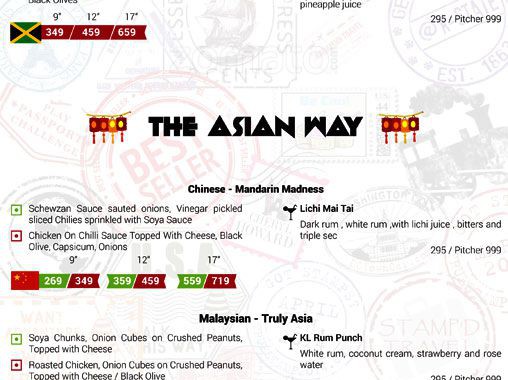 Black Olives
9" 12" 17"
349 459 659
pineapple juice
295 / Pitcher 999
THE ASIAN WAY
Chinese - Mandarin Madness
Schewzan Sauce sauted onions, Vinegar pickled
sliced Chilies sprinkled with Soya Sauce
Chicken On Chilli Sauce Topped With Cheese, Black
Olive, Capsicum, Onions
9" 12" 17"
269 349 359 459 559 719
Lichi Mai Tai
Dark rum , white rum ,with lichi juice , bitters and
triple sec
295 / Pitcher 999
Malaysian - Truly Asia
Soya Chunks, Onion Cubes on Crushed Peanuts,
Topped with Cheese
Roasted Chicken, Onion Cubes on Crushed Peanuts,
Topped with Cheese / Black Olive
KL Rum Punch
White rum, coconut cream, strawberry and rose
water
295 / Pitcher 999
BEST
SELLER